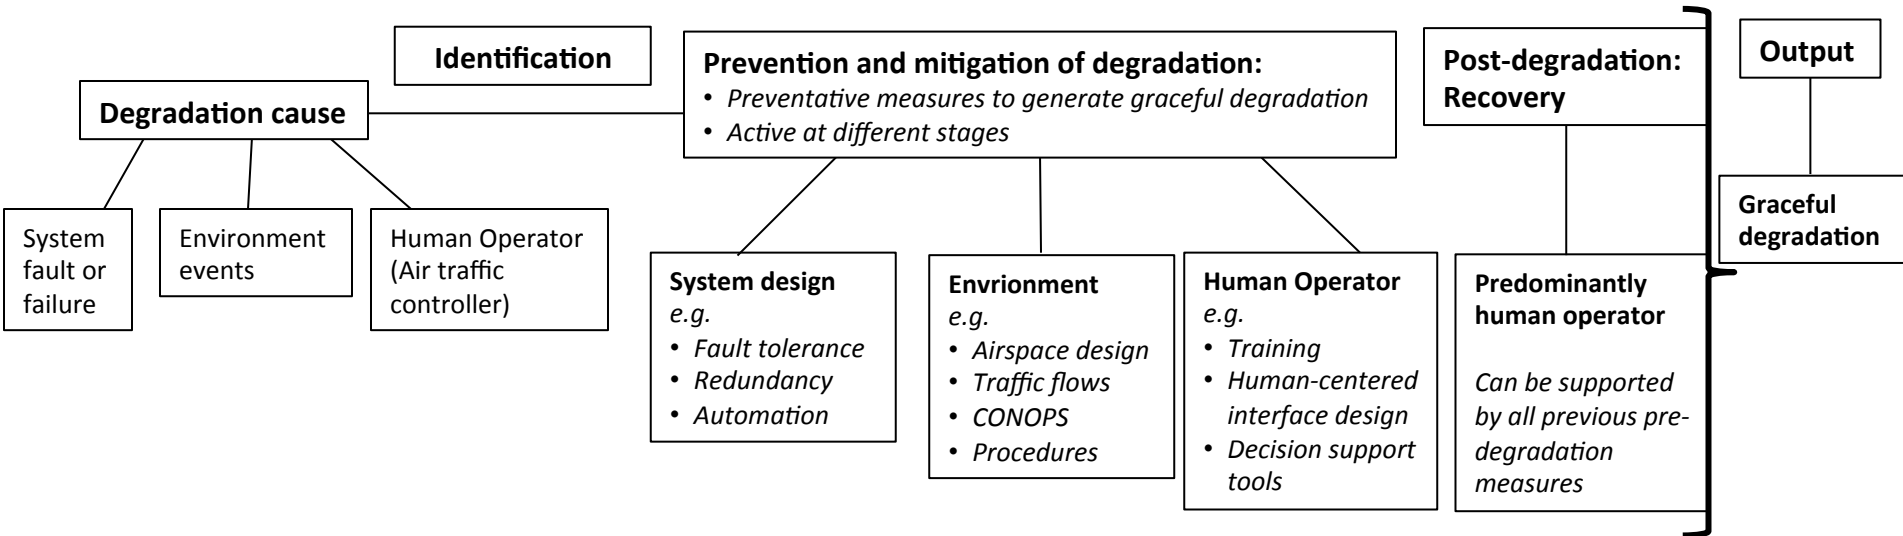 Identification
Degradation cause
System
fault or
failure
Environment
events
Human Operator
(Air traffic
controller)
Prevention and mitigation of degradation:
• Preventative measures to generate graceful degradation
• Active at different stages
System design
e.g.
• Fault tolerance
• Redundancy
• Automation
Envrionment
e.g.
• Airspace design
• Traffic flows
• CONOPS
• Procedures
Human Operator
e.g.
• Training
• Human-centered
interface design
• Decision support
tools
Post-degradation:
Recovery
Predominantly
human operator
Can be supported
by all previous pre-
degradation
measures
Output
Graceful
degradation